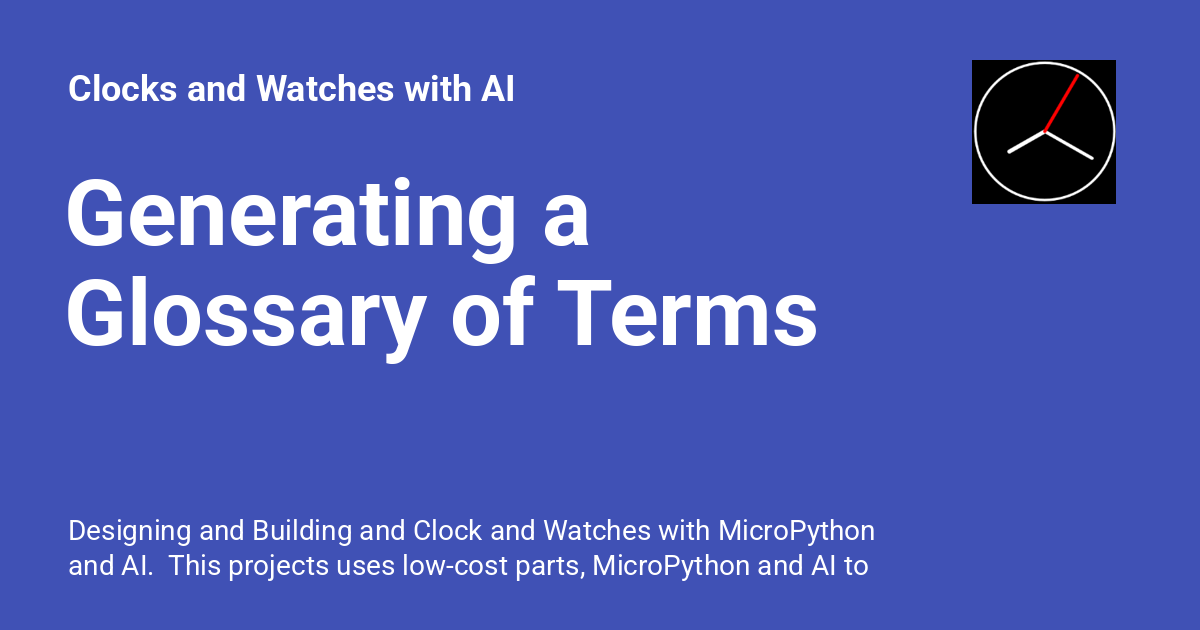 Clocks and Watches with AI
Generating a
Glossary of Terms
Designing and Building and Clock and Watches with MicroPython
and AI.  This projects uses low-cost parts, MicroPython and AI to